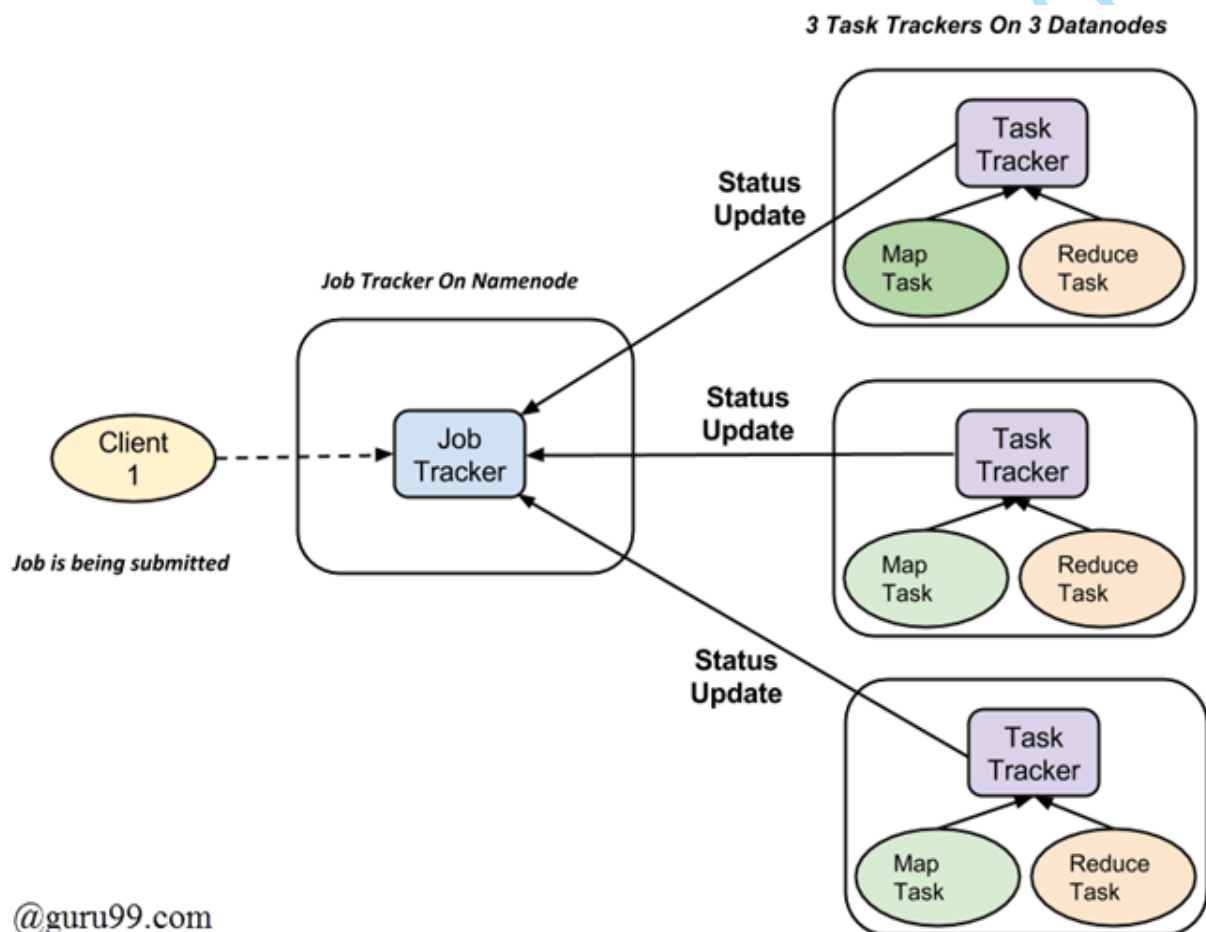 3 Task Trackers On 3 Datanodes
Task
Tracker
Status
Update
Map
Task
Reduce
Task
Job Tracker On Namenode
Status
Update
Task
Tracker
Client
1
Job
Tracker
Map
Task
Reduce
Task
Job is being submitted
Status
Update
Task
Tracker
Map
Task
Reduce
Task
@guru99.com